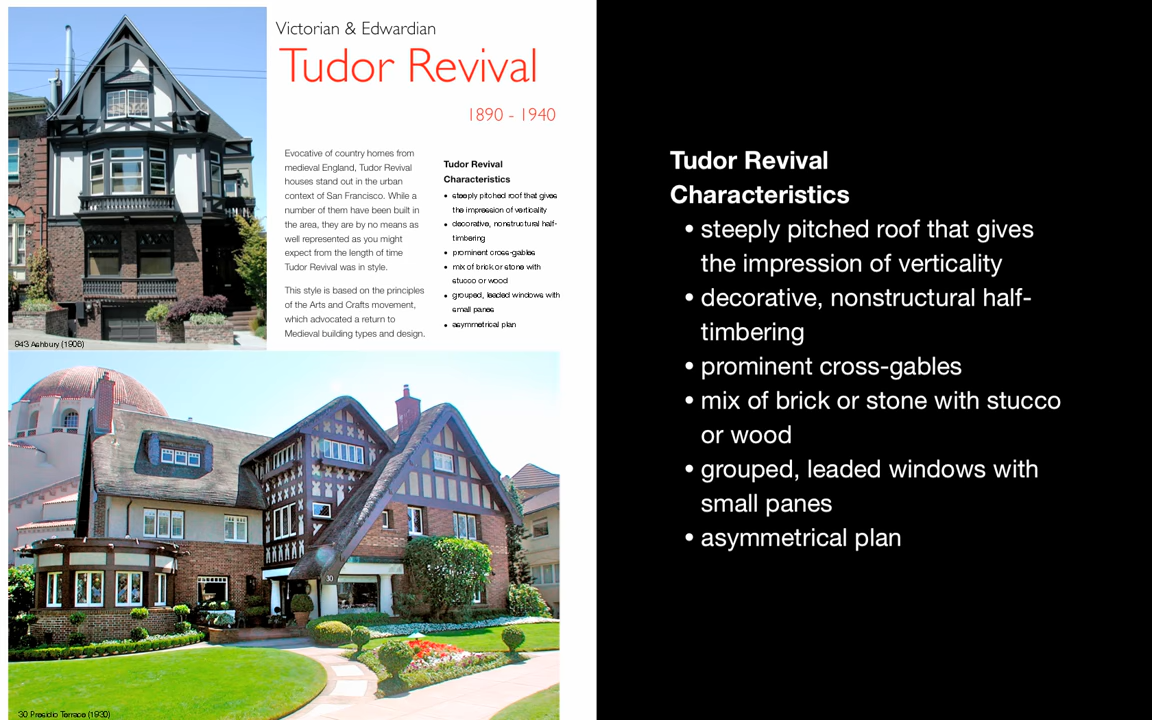 Victorian & Edwardian
Tudor Revival
1890 - 1940
Evocative of country homes from
medieval England, Tudor Revival
houses stand out in the urban
context of San Francisco. While a
number of them have been built in
the area, they are by no means as
well represented as you might
expect from the length of time
Tudor Revival was in style.
This style is based on the principles
of the Arts and Crafts movement,
which advocated a return to
Medieval building types and design.
Tudor Revival
Characteristics
• steeply pitched roof that gives
the impression of verticality
• decorative, nonstructural half-
timbering
• prominent cross-gables
• mix of brick or stone with
stucco or wood
• grouped, leaded windows with
small panes
• asymmetrical plan
943 Ashbury (1906)
30
30 Presidio Terrace (1930)
Tudor Revival
Characteristics
• steeply pitched roof that gives
the impression of verticality
• decorative, nonstructural half-
timbering
• prominent cross-gables
• mix of brick or stone with stucco
or wood
• grouped, leaded windows with
small panes
• asymmetrical plan